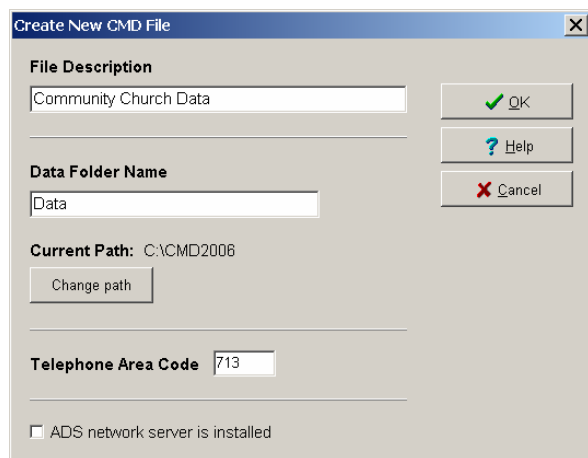 Create New CMD File
File Description
Community Church Data
OK
Help
Data Folder Name
Cancel
Data
Current Path: C:\CMD2006
Change path
Telephone Area Code 713
ADS network server is installed